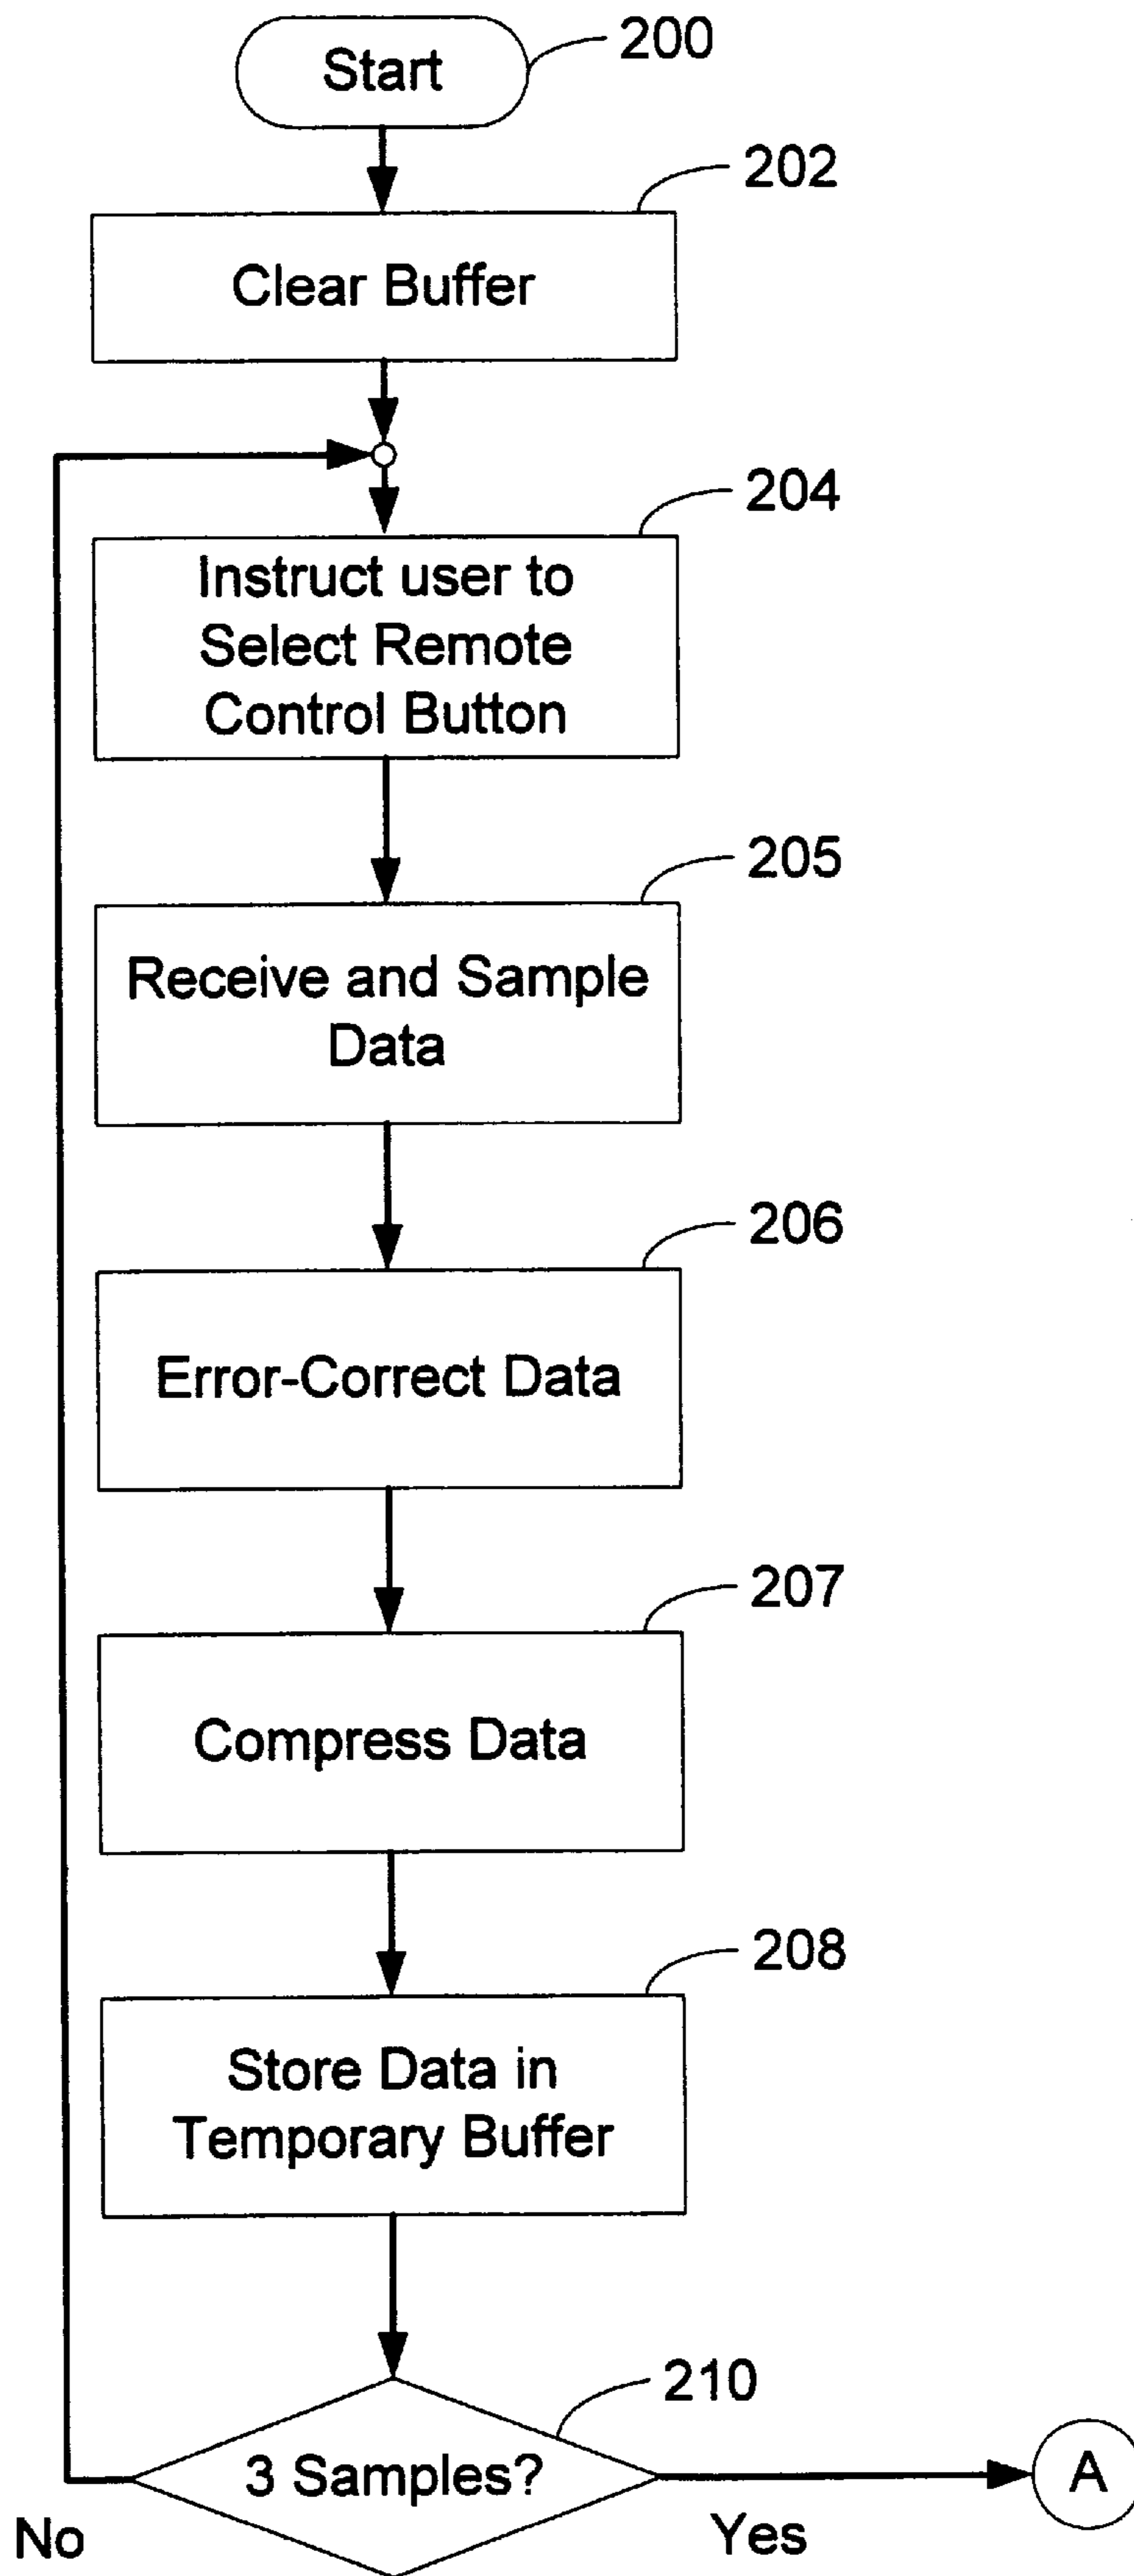 Start
200
202
Clear Buffer
204
Instruct user to
Select Remote
Control Button
205
Receive and Sample
Data
206
Error-Correct Data
207
Compress Data
208
Store Data in
Temporary Buffer
210
3 Samples?
A
No
Yes